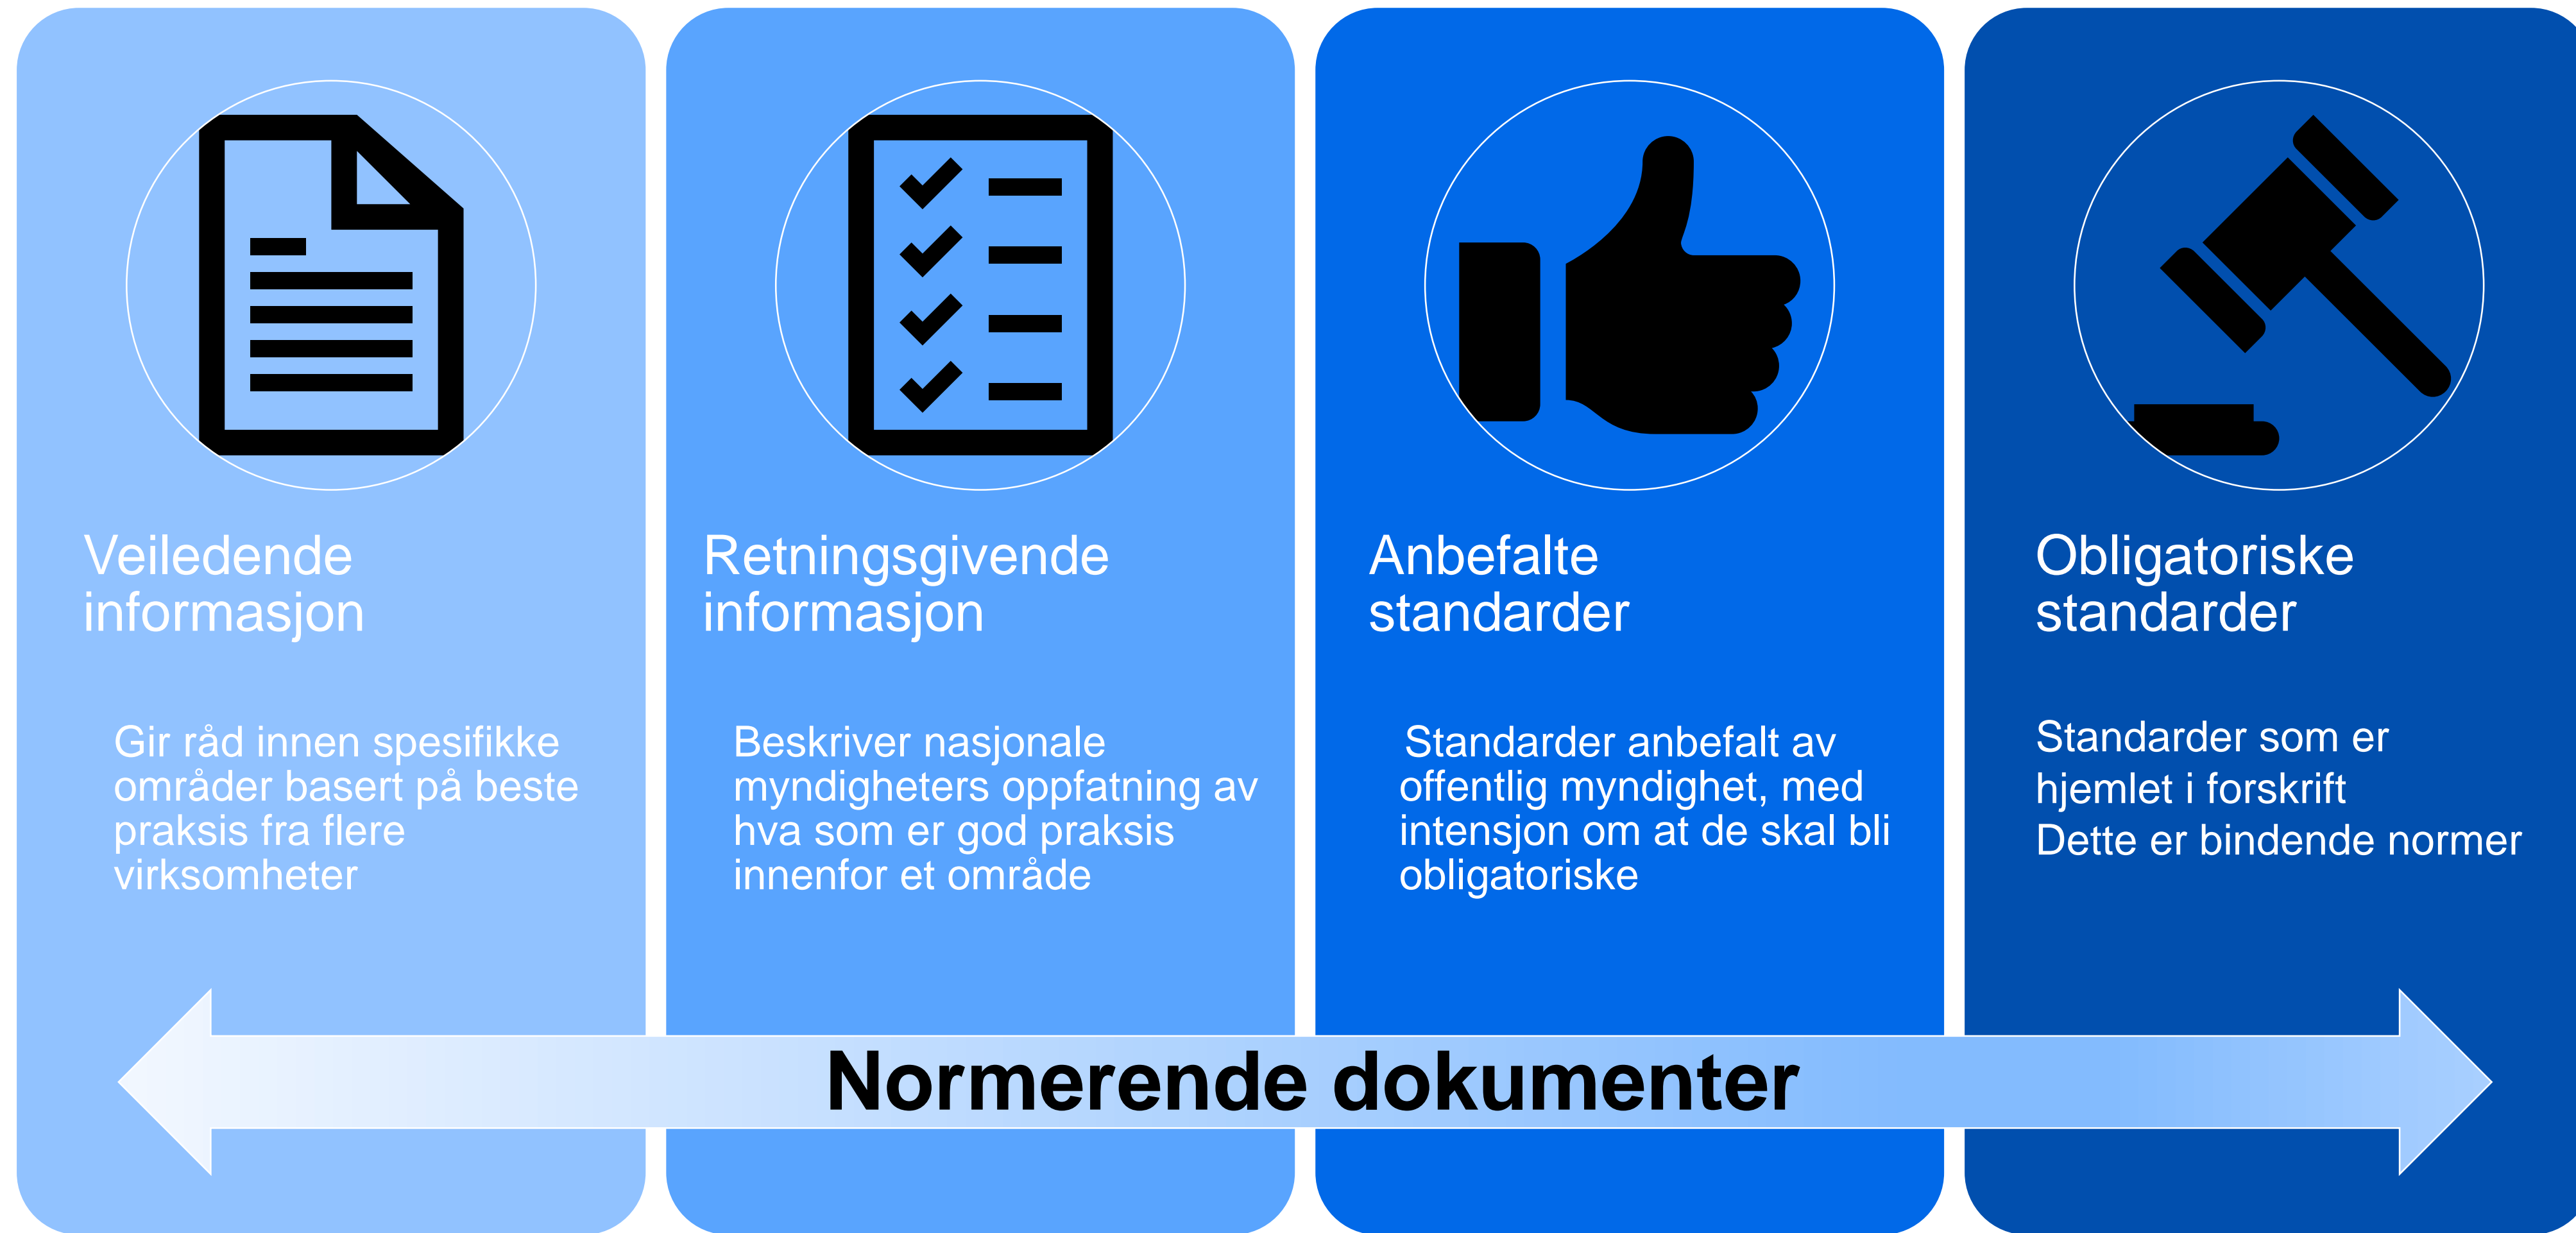 Veiledende
informasjon
Gir råd innen spesifikke
områder basert på beste
praksis fra flere
virksomheter
Retningsgivende
informasjon
Beskriver nasjonale
myndigheters oppfatning av
hva som er god praksis
innenfor et område
Anbefalte
standarder
Standarder anbefalt av
offentlig myndighet, med
intensjon om at de skal bli
obligatoriske
Obligatoriske
standarder
Standarder som er
hjemlet i forskrift
Dette er bindende normer
Normerende dokumenter